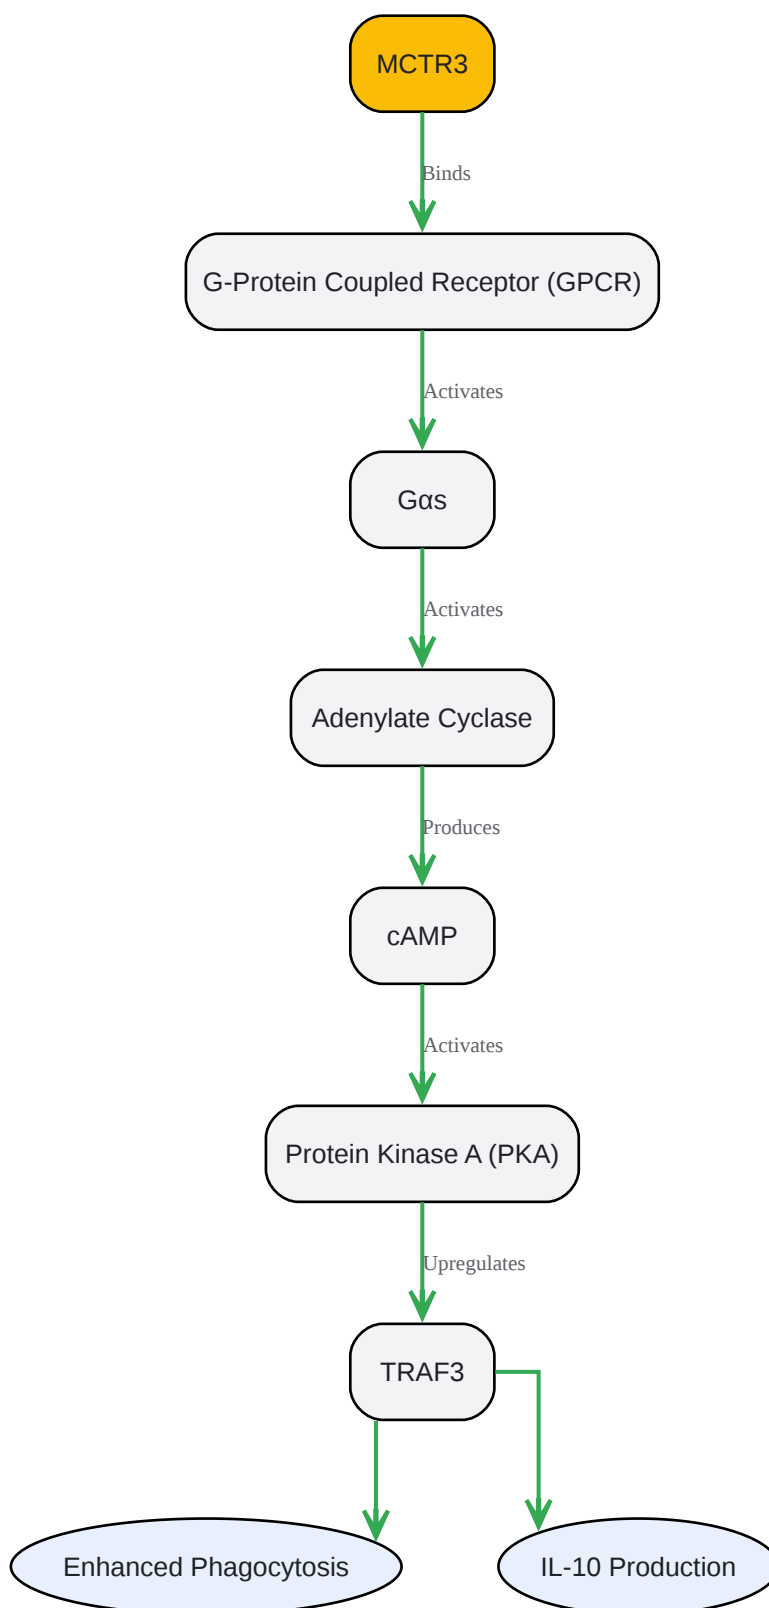 MCTR3
Binds
G-Protein Coupled Receptor (GPCR)
Activates
Gαs
Activates
Adenylate Cyclase
Produces
cAMP
Activates
Protein Kinase A (PKA)
Upregulates
TRAF3
Enhanced Phagocytosis
IL-10 Production